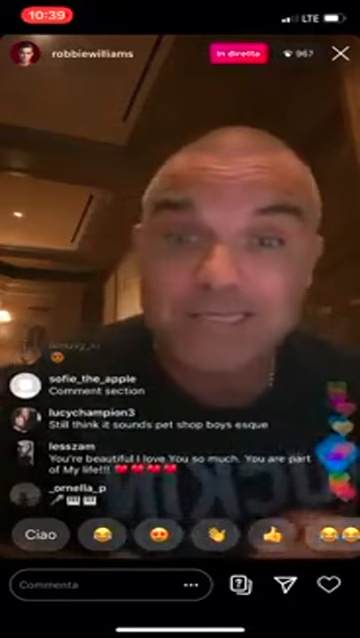 10:39
LTE
robbiewilliams
In diretta
967
sofie_the_apple
Comment section
lucychampion3
Still think it sounds pet shop boys esque
lesszam
You're beautiful I love You so much. You are part
of My life!!!
_ornella_p
Ciao
Commenta